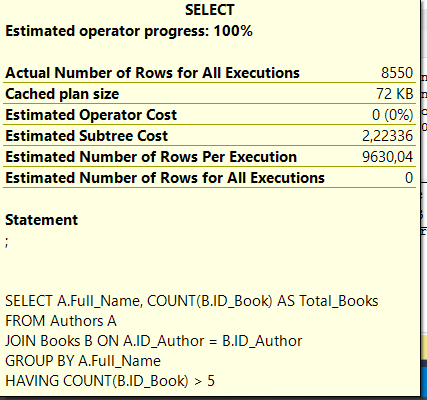 SELECT
Estimated operator progress: 100%
Actual Number of Rows for All Executions 8550
Cached plan size 72 KB
Estimated Operator Cost 0 (0%)
Estimated Subtree Cost 2,22336
Estimated Number of Rows Per Execution 9630,04
Estimated Number of Rows for All Executions 0
Statement
;
SELECT A.Full_Name, COUNT(B.ID_Book) AS Total_Books
FROM Authors A
JOIN Books B ON A.ID_Author = B.ID_Author
GROUP BY A.Full_Name
HAVING COUNT(B.ID_Book) > 5